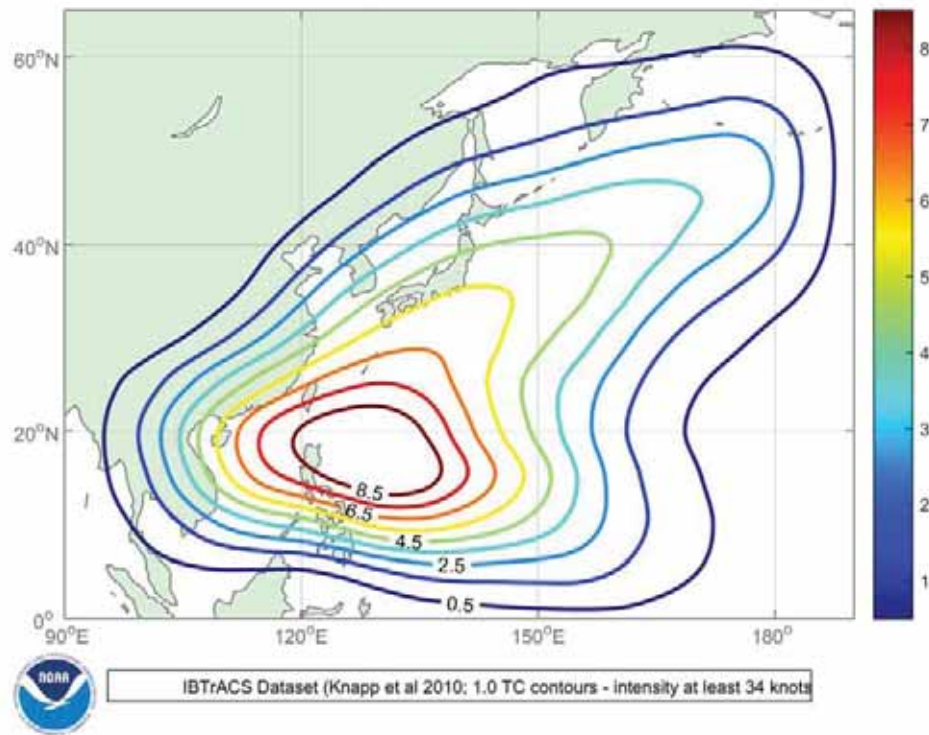 60°N
40°N
20°N
0°
90°E
120°E
150°E
180°
8.5
6.5
4.5
2.5
0.5
8
7
6
5
4
3
2
1
NOAA
IBTrACS Dataset (Knapp et al 2010; 1.0 TC contours - intensity at least 34 knots